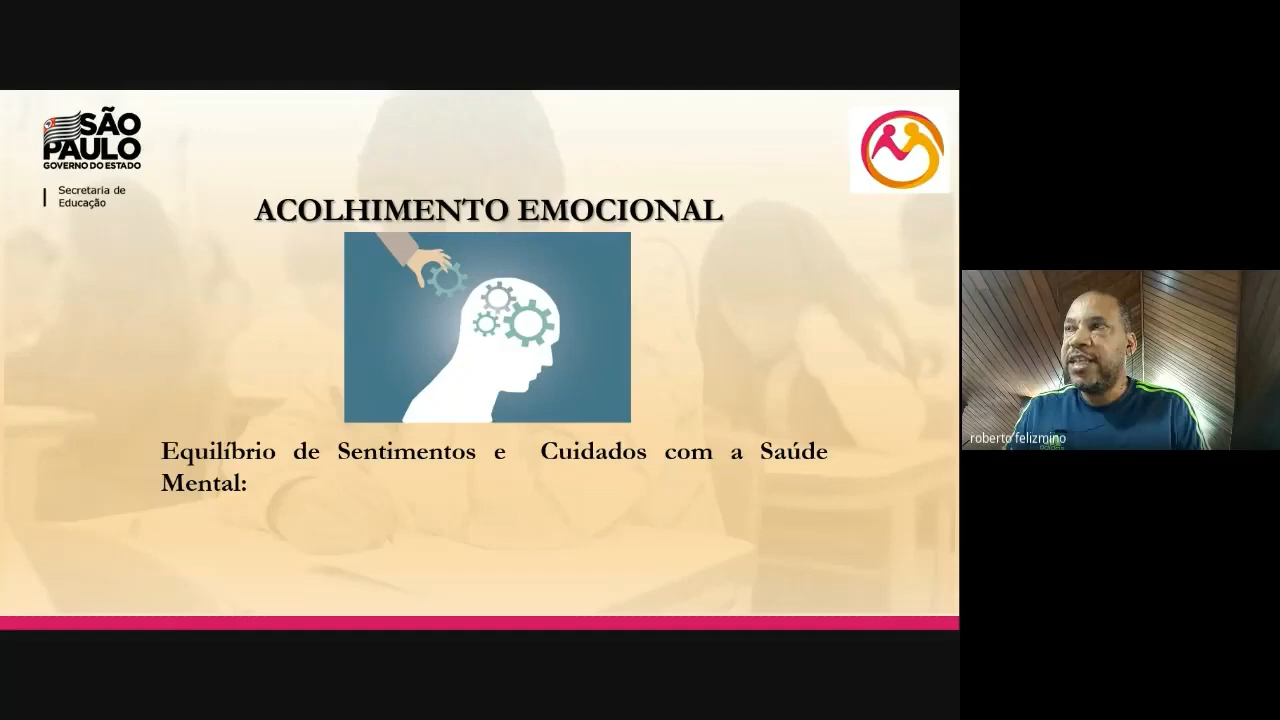 SÃO
PAULO
GOVERNO DO ESTADO
Secretaria de
Educação
ACOLHIMENTO EMOCIONAL
Equilíbrio de Sentimentos e Cuidados com a Saúde
Mental:
roberto felizmino